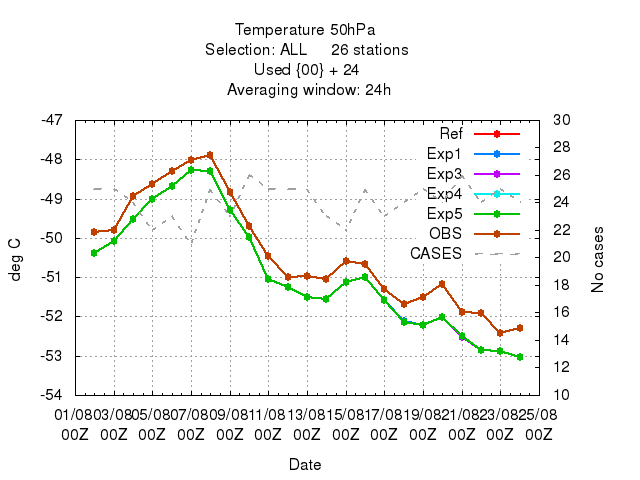 Temperature 50hPa
Selection: ALL 26 stations
Used {00} + 24
Averaging window: 24h
-47
-48
-49
-50
-51
-52
-53
-54
deg C
30
28
26
24
22
20
18
16
14
12
10
No cases
Ref
Exp1
Exp3
Exp4
Exp5
OBS
CASES
01/08 03/08 05/08 07/08 09/08 11/08 13/08 15/08 17/08 19/08 21/08 23/08 25/08
00Z 00Z 00Z 00Z 00Z 00Z 00Z 00Z 00Z 00Z 00Z 00Z 00Z
Date